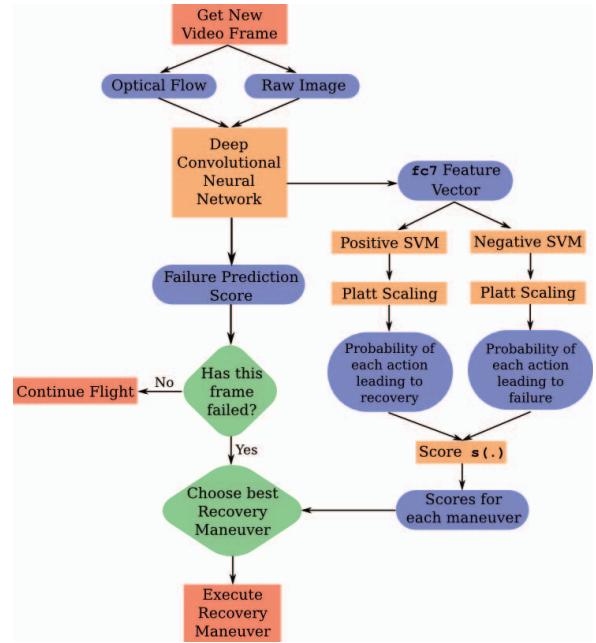 Get New
Video Frame
Optical Flow
Raw Image
Deep
Convolutional
Neural
Network
fc7 Feature
Vector
Positive SVM
Negative SVM
Platt Scaling
Platt Scaling
Failure Prediction
Score
Probability of
each action
leading to
recovery
Probability of
each action
leading to
failure
Has this
frame
failed?
No
Continue Flight
Yes
Score s(.)
Choose best
Recovery
Maneuver
Scores for
each maneuver
Execute
Recovery
Maneuver